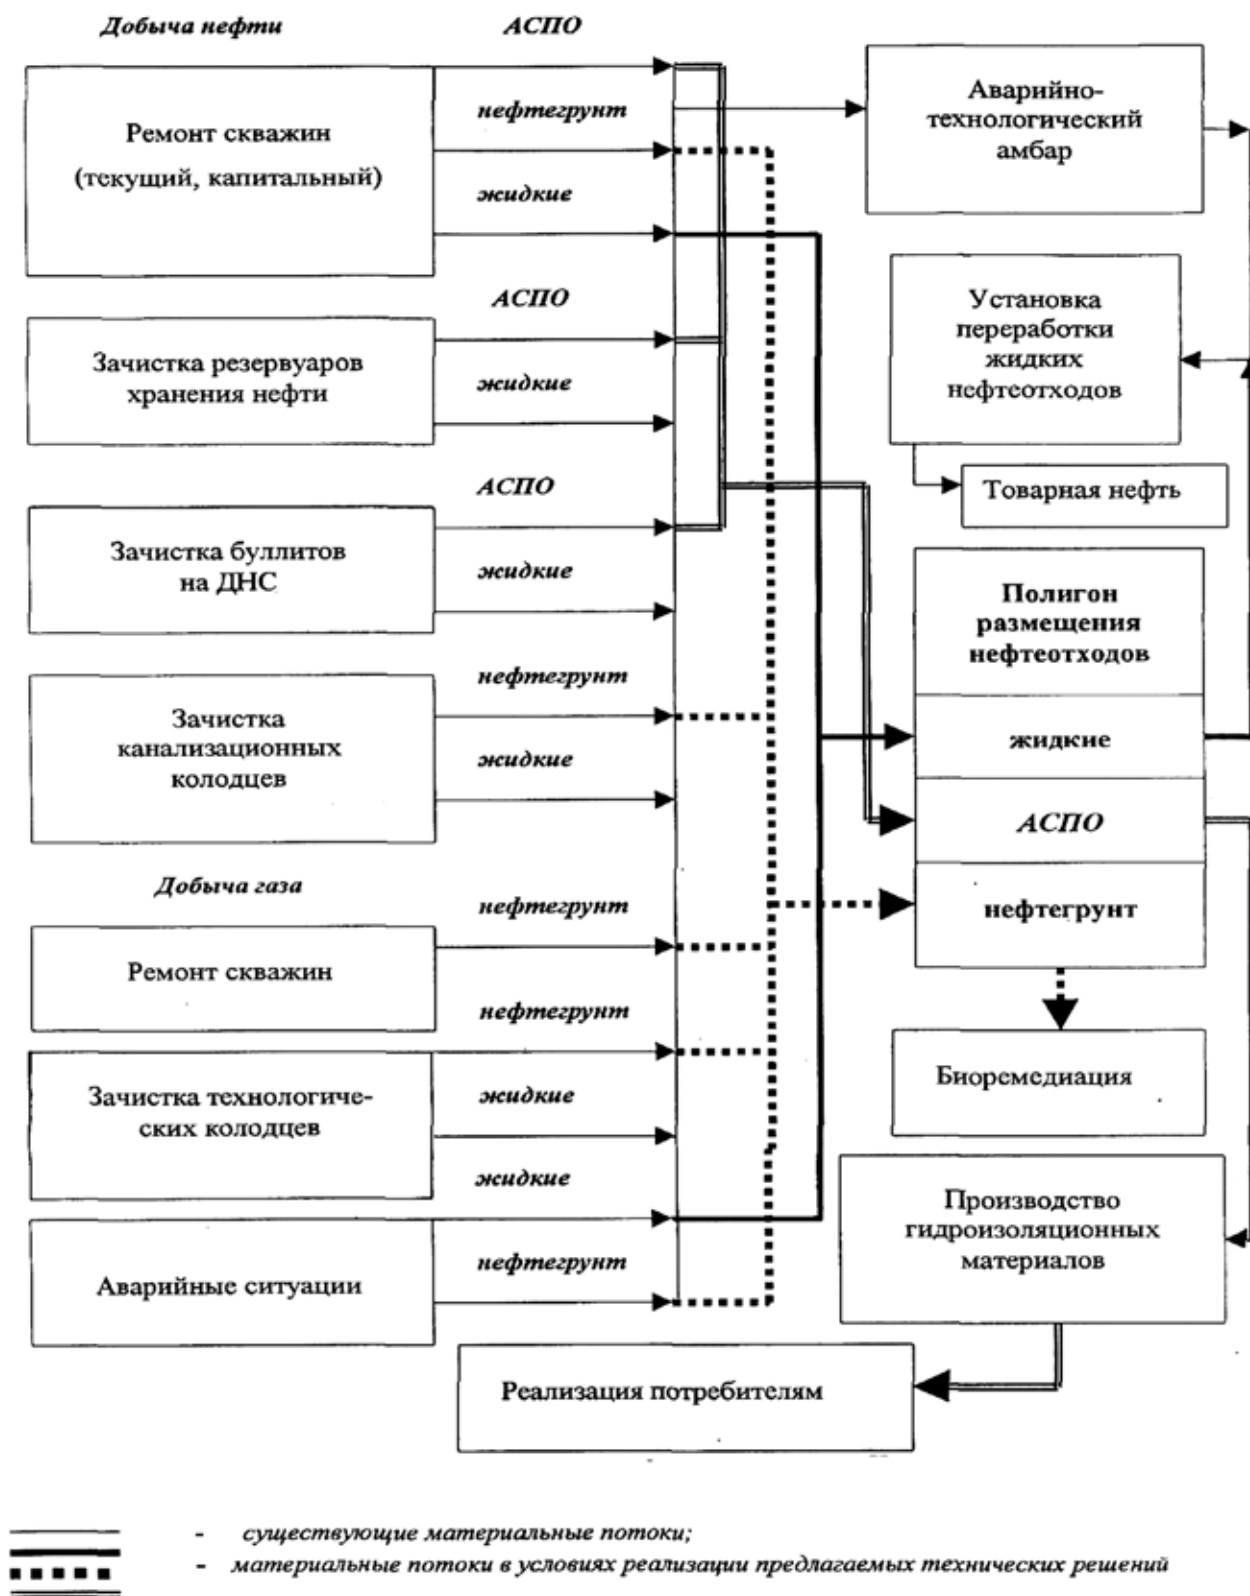 Добыча нефти
АСПО
Ремонт скважин
(текущий, капитальный)
нефтегрунт
жидкие
АСПО
Зачистка резервуаров
хранения нефти
жидкие
АСПО
Зачистка буллитов
на ДНС
жидкие
нефтегрунт
Зачистка
канализационных
колодцев
жидкие
Добыча газа
нефтегрунт
Ремонт скважин
нефтегрунт
Зачистка технологиче-
ских колодцев
жидкие
жидкие
Аварийные ситуации
нефтегрунт
Аварийно-
технологический
амбар
Установка
переработки
жидких
нефтеотходов
Товарная нефть
Полигон
размещения
нефтеотходов
жидкие
АСПО
нефтегрунт
Биоремедиация
Производство
гидроизоляционных
материалов
Реализация потребителям
- существующие материальные потоки;
- материальные потоки в условиях реализации предлагаемых технических решений